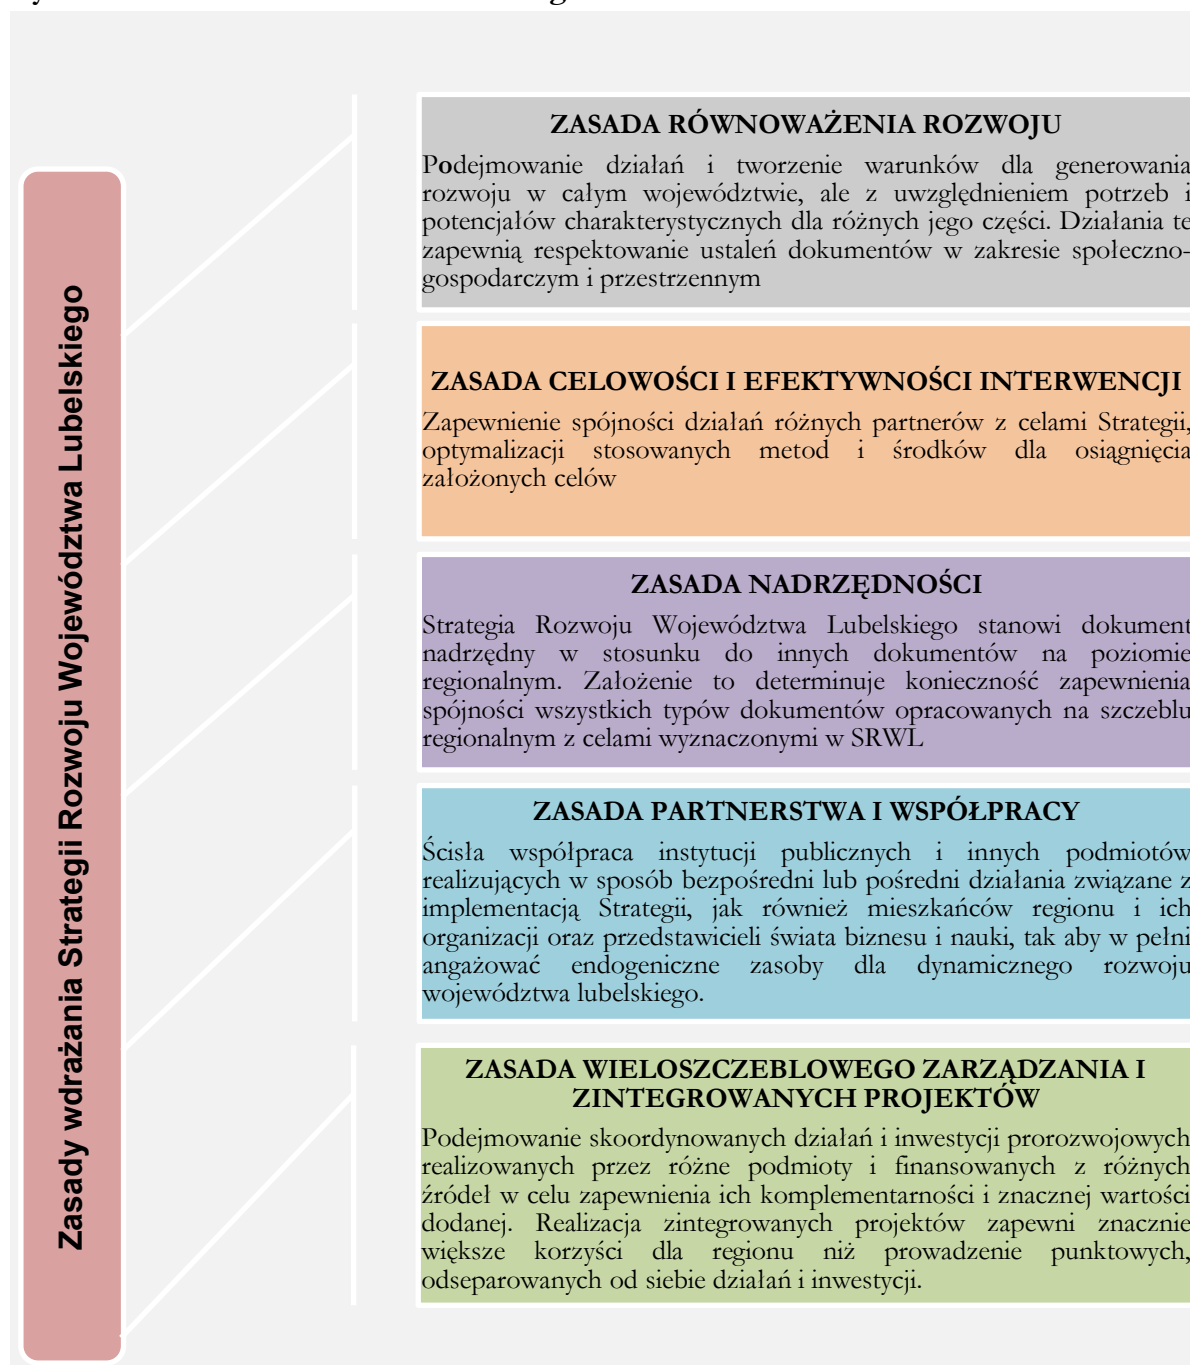 Zasady wdrażania Strategii Rozwoju Województwa Lubelskiego
ZASADA RÓWNOWAŻENIA ROZWOJU
Podejmowanie działań i tworzenie warunków dla generowania
rozwoju w całym województwie, ale z uwzględnieniem potrzeb i
potencjałów charakterystycznych dla różnych jego części. Działania te
zapewnią respektowanie ustaleń dokumentów w zakresie społeczno-
gospodarczym i przestrzennym
ZASADA CELOWOŚCI I EFEKTYWNOŚCI INTERWENCJI
Zapewnienie spójności działań różnych partnerów z celami Strategii,
optymalizacji stosowanych metod i środków dla osiągnięcia
założonych celów
ZASADA NADRZĘDNOŚCI
Strategia Rozwoju Województwa Lubelskiego stanowi dokument
nadrzędny w stosunku do innych dokumentów na poziomie
regionalnym. Założenie to determinuje konieczność zapewnienia
spójności wszystkich typów dokumentów opracowanych na szczeblu
regionalnym z celami wyznaczonymi w SRWL
ZASADA PARTNERSTWA I WSPÓŁPRACY
Ścisła współpraca instytucji publicznych i innych podmiotów
realizujących w sposób bezpośredni lub pośredni działania związane z
implementacją Strategii, jak również mieszkańców regionu i ich
organizacji oraz przedstawicieli świata biznesu i nauki, tak aby w pełni
angażować endogeniczne zasoby dla dynamicznego rozwoju
województwa lubelskiego.
ZASADA WIELOSZCZEBLOWEGO ZARZĄDZANIA I
ZINTEGROWANYCH PROJEKTÓW
Podejmowanie skoordynowanych działań i inwestycji prorozwojowych
realizowanych przez różne podmioty i finansowanych z różnych
źródeł w celu zapewnienia ich komplementarności i znacznej wartości
dodanej. Realizacja zintegrowanych projektów zapewni znacznie
większe korzyści dla regionu niż prowadzenie punktowych,
odseparowanych od siebie działań i inwestycji.